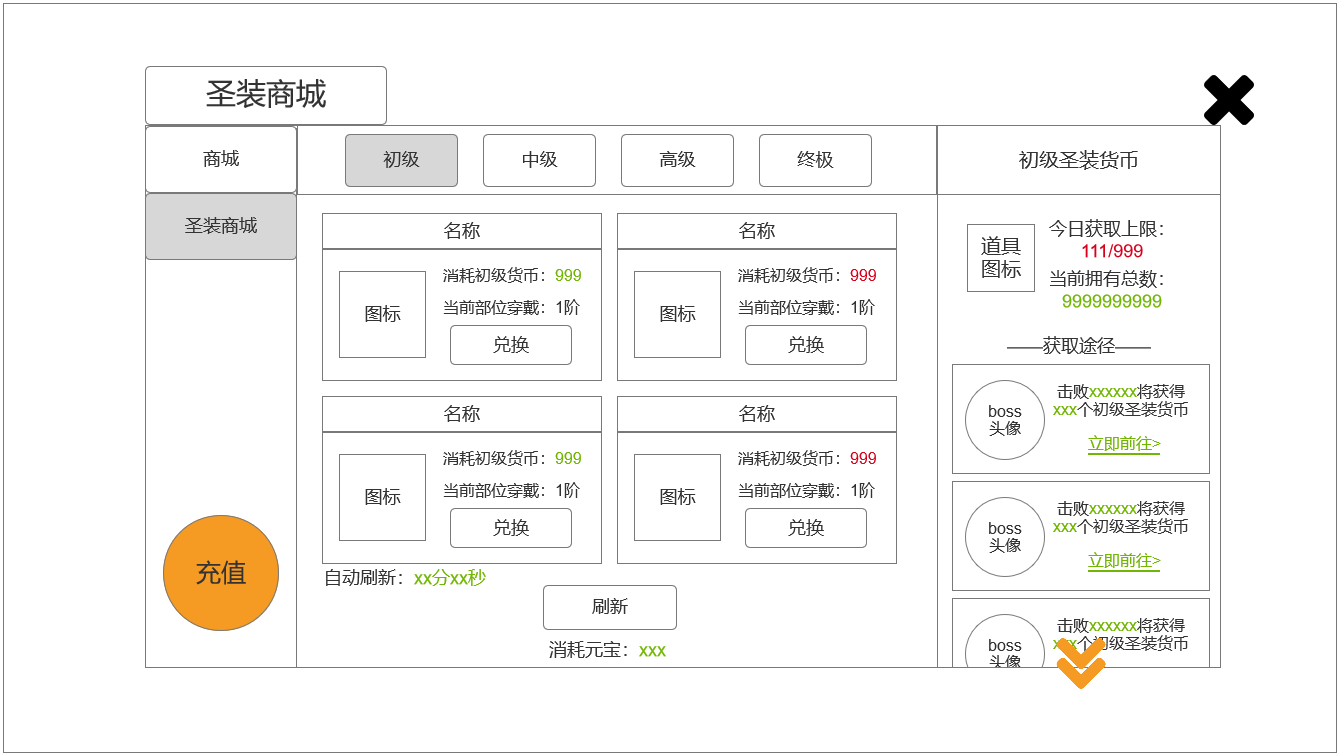 圣装商城
商城
圣装商城
充值
初级
中级
高级
终极
名称
图标
消耗初级货币：999
当前部位穿戴：1阶
兑换
名称
图标
消耗初级货币：999
当前部位穿戴：1阶
兑换
名称
图标
消耗初级货币：999
当前部位穿戴：1阶
兑换
名称
图标
消耗初级货币：999
当前部位穿戴：1阶
兑换
自动刷新：xx分xx秒
刷新
消耗元宝：xxx
初级圣装货币
道具
图标
今日获取上限：
111/999
当前拥有总数：
9999999999
——获取途径——
boss
头像
击败xxxxxx将获得
xxx个初级圣装货币
立即前往>
boss
头像
击败xxxxxx将获得
xxx个初级圣装货币
立即前往>
boss
头像
击败xxxxxx将获得
xxx个初级圣装货币